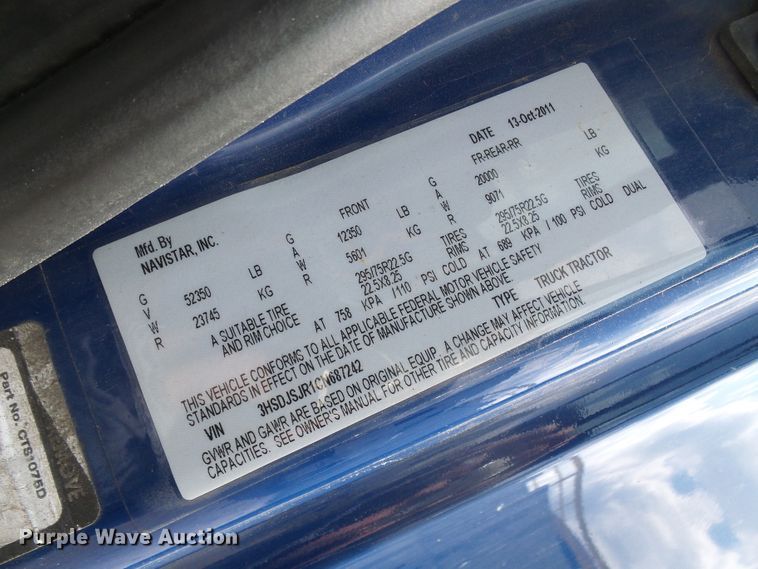 Mfd. By
NAVISTAR, INC.
DATE 13-Oct-2011
FRONT
FR-REAR-RR
G 52350 LB G 12350 LB G 20000 LB
V A A
W 23745 KG W 5601 KG W 9071 KG
R R R
A SUITABLE TIRE 295/75R22.5G TIRES 295/75R22.5G TIRES
AND RIM CHOICE 22.5X8.25 RIMS 22.5X8.25 RIMS
AT 758 KPA /110 PSI COLD AT 689 KPA / 100 PSI COLD DUAL
THIS VEHICLE CONFORMS TO ALL APPLICABLE FEDERAL MOTOR VEHICLE SAFETY
STANDARDS IN EFFECT ON THE DATE OF MANUFACTURE SHOWN ABOVE
VIN 3HSDJSJR1CN687242 TYPE TRUCK TRACTOR
GVWR AND GAWR ARE BASED ON ORIGINAL EQUIP. A CHANGE MAY AFFECT VEHICLE
CAPACITIES. SEE OWNER'S MANUAL FOR OTHER TIRE AND CAPACITY INFORMATION.
Part No. CTS1075D
Purple Wave Auction